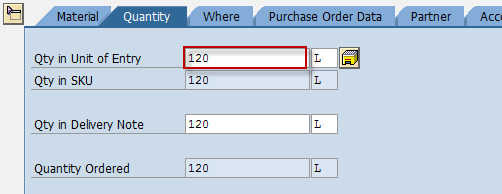 Material Quantity Where Purchase Order Data Partner Acco
Qty in Unit of Entry 120 L
Qty in SKU 120 L
Qty in Delivery Note 120 L
Quantity Ordered 120 L